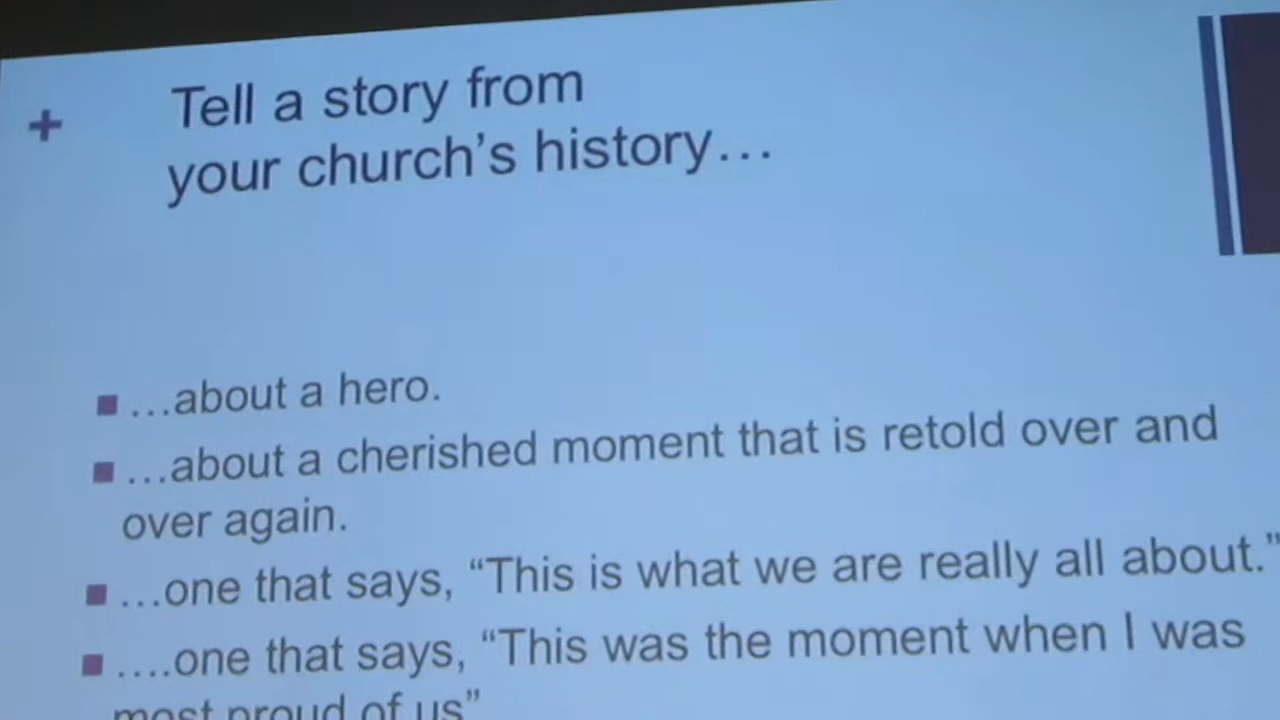 + Tell a story from
your church's history…
■ …about a hero.
■ …about a cherished moment that is retold over and
over again.
■ …one that says, “This is what we are really all about.”
■ ….one that says, “This was the moment when I was
most proud of us”